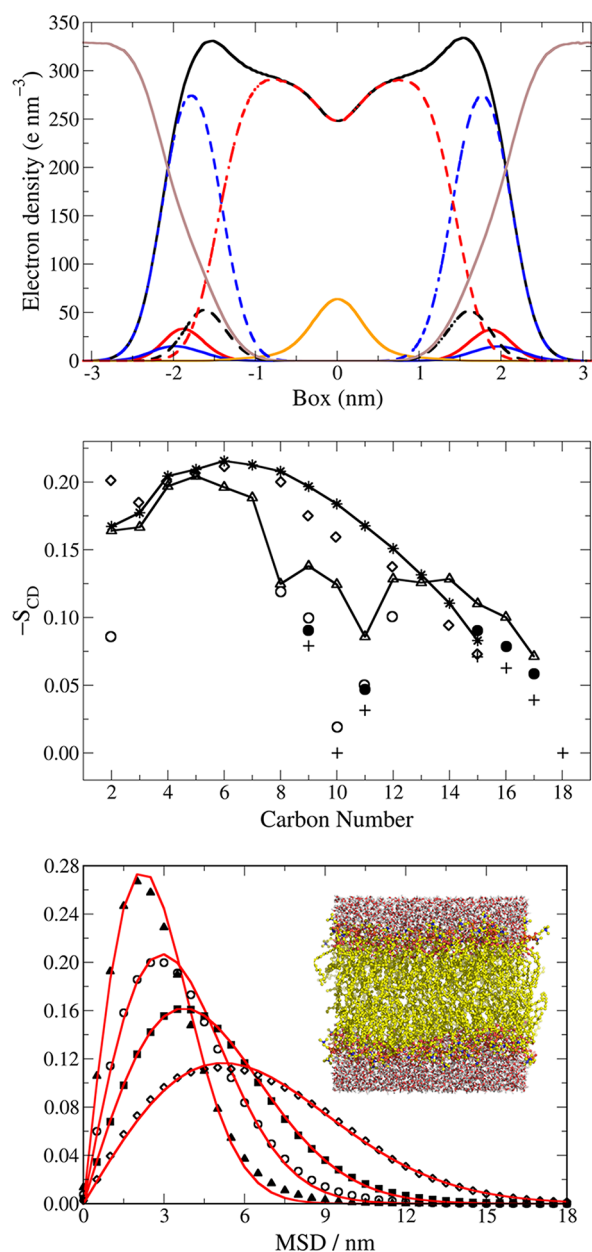 350
300
250
200
150
100
50
0
Electron density (e nm⁻³)
-3 -2 -1 0 1 2 3
Box (nm)
0.20
0.15
0.10
0.05
0.00
−S_CD
2 4 6 8 10 12 14 16 18
Carbon Number
0.28
0.24
0.20
0.16
0.12
0.08
0.04
0.00
0 3 6 9 12 15 18
MSD / nm